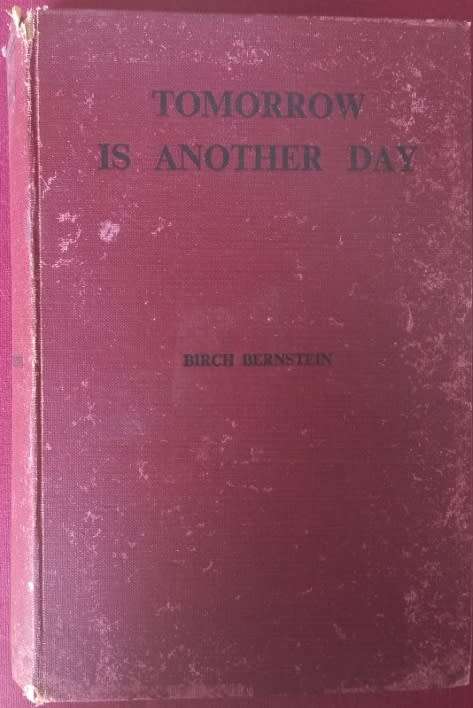 TOMORROW
IS ANOTHER DAY
BIRCH BERNSTEIN